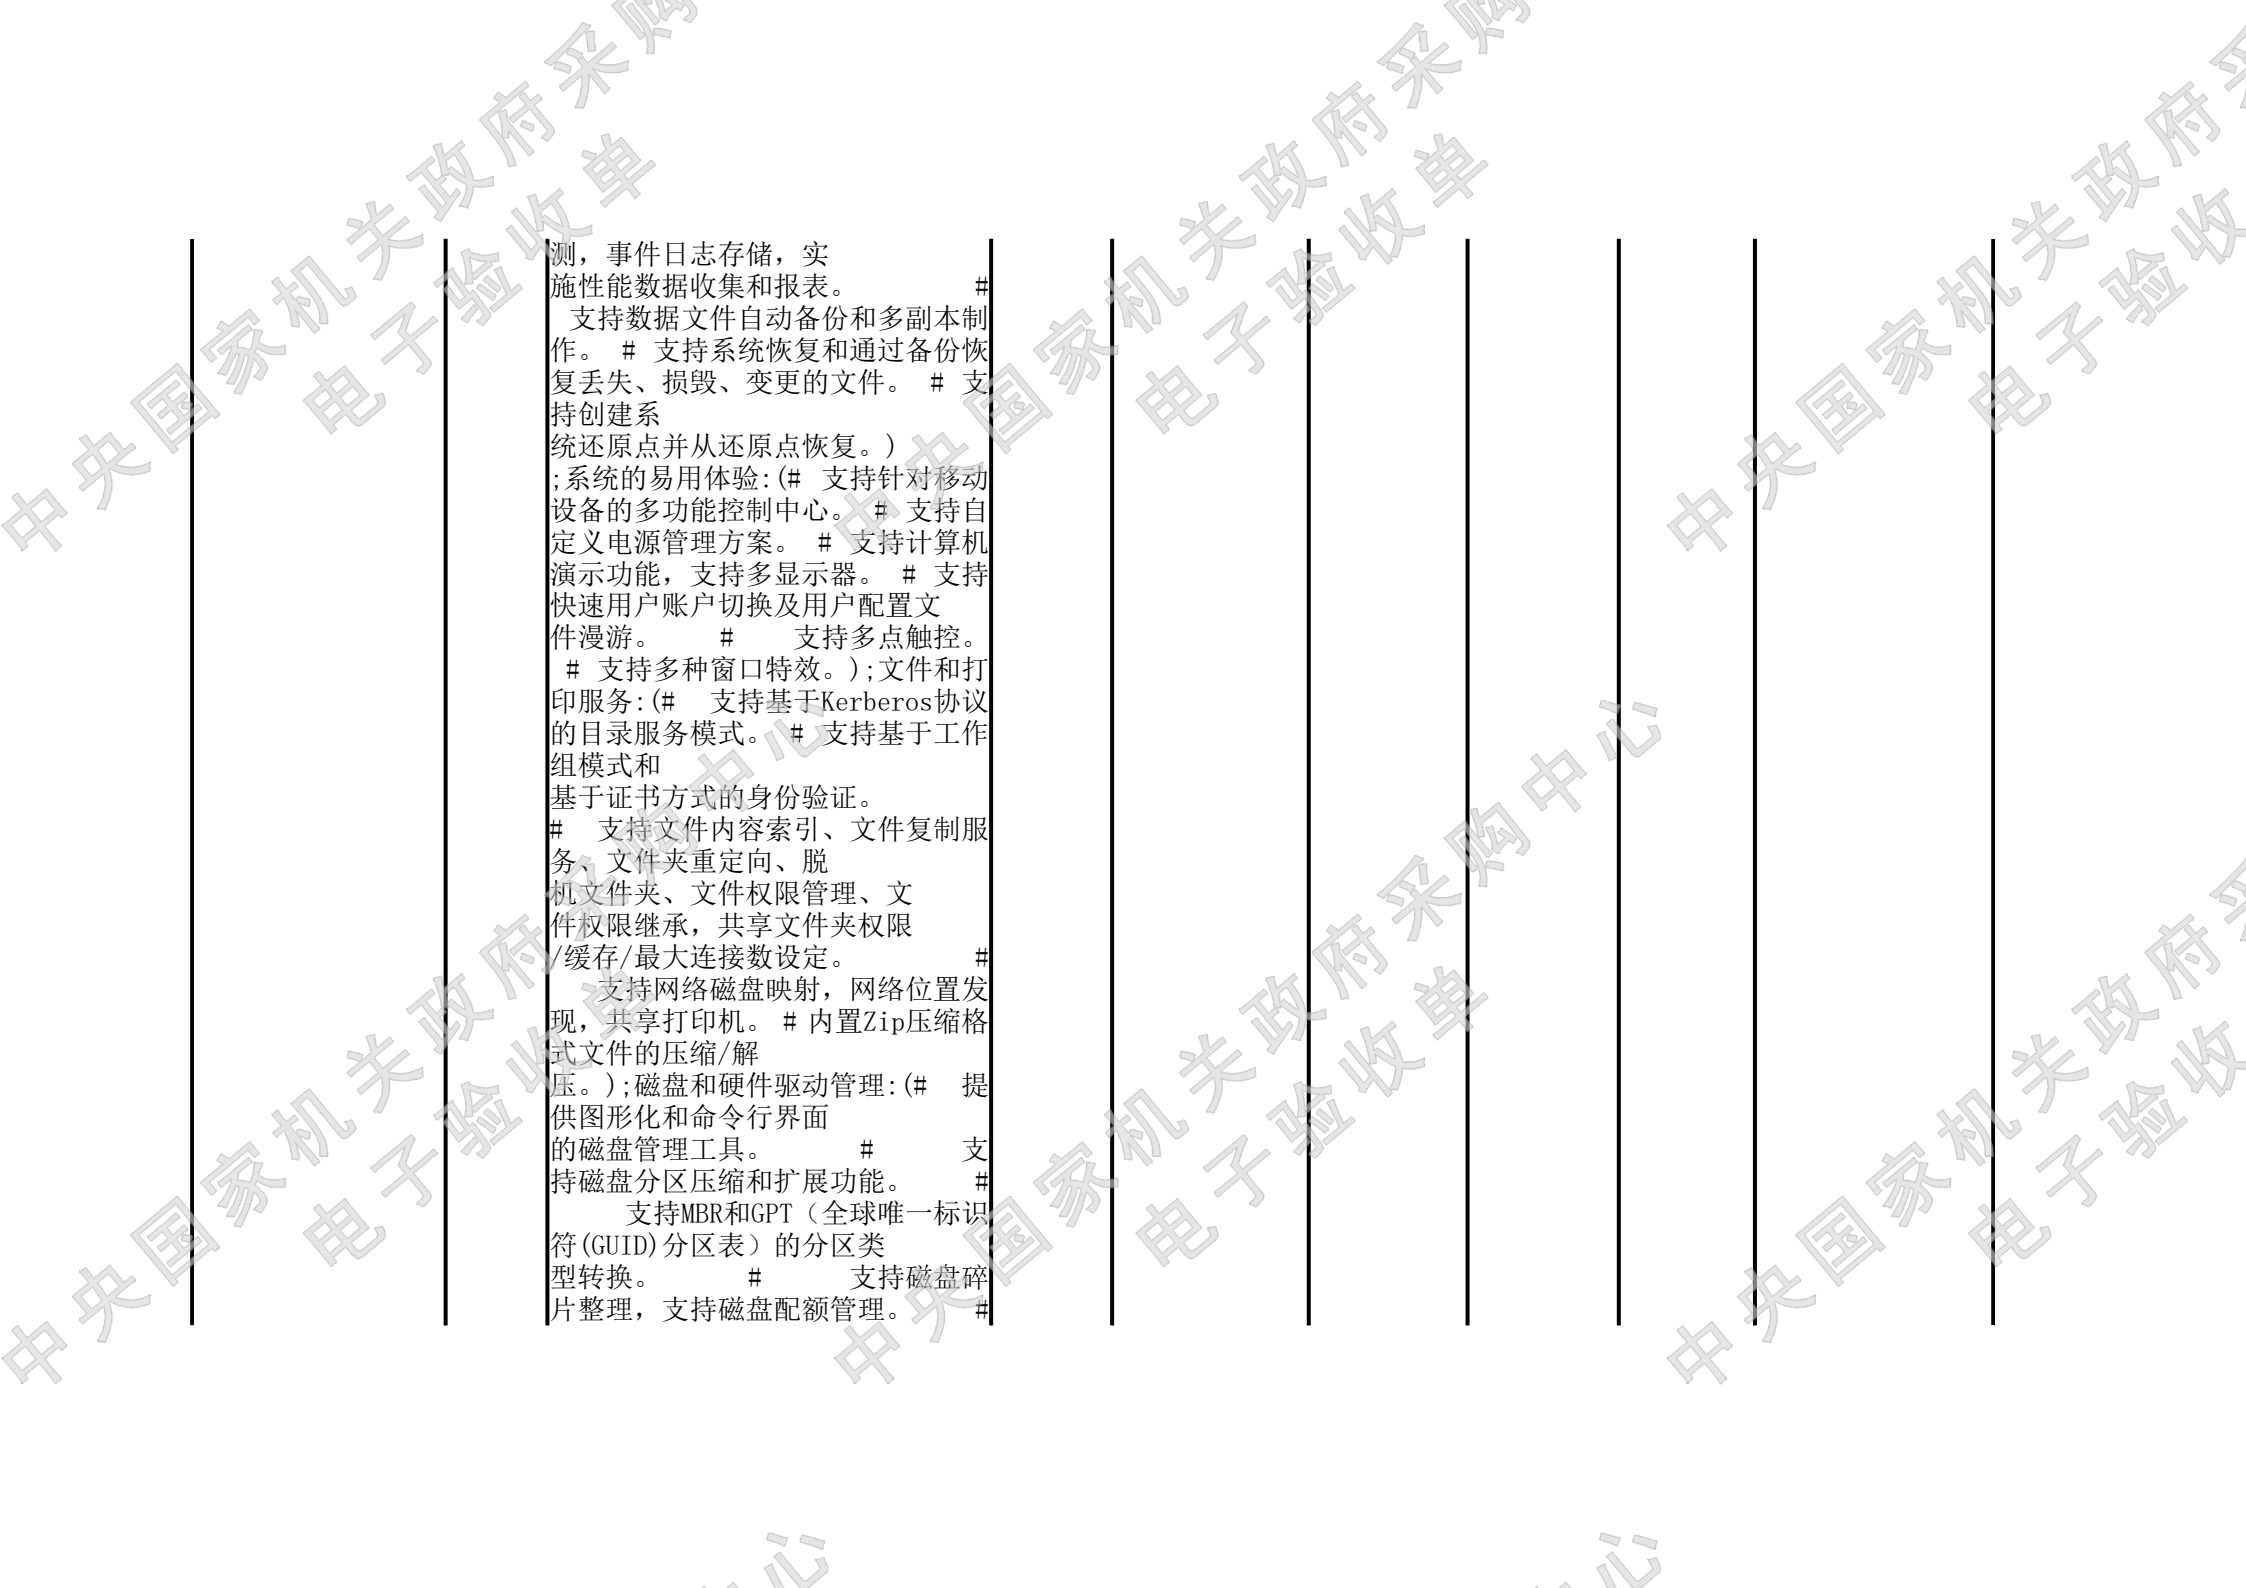 测，事件日志存储，实
施性能数据收集和报表。 #
支持数据文件自动备份和多副本制
作。 # 支持系统恢复和通过备份恢
复丢失、损毁、变更的文件。 # 支
持创建系
统还原点并从还原点恢复。)
;系统的易用体验:(# 支持针对移动
设备的多功能控制中心。 # 支持自
定义电源管理方案。 # 支持计算机
演示功能，支持多显示器。 # 支持
快速用户账户切换及用户配置文
件漫游。 # 支持多点触控。
# 支持多种窗口特效。);文件和打
印服务:(# 支持基于Kerberos协议
的目录服务模式。 # 支持基于工作
组模式和
基于证书方式的身份验证。
# 支持文件内容索引、文件复制服
务、文件夹重定向、脱
机文件夹、文件权限管理、文
件权限继承，共享文件夹权限
/缓存/最大连接数设定。 #
支持网络磁盘映射，网络位置发
现，共享打印机。 # 内置Zip压缩格
式文件的压缩/解
压。);磁盘和硬件驱动管理:(# 提
供图形化和命令行界面
的磁盘管理工具。 # 支
持磁盘分区压缩和扩展功能。 #
支持MBR和GPT（全球唯一标识
符(GUID)分区表）的分区类
型转换。 # 支持磁盘碎
片整理，支持磁盘配额管理。 #
中央国家机关政府采购中心
电子验收单